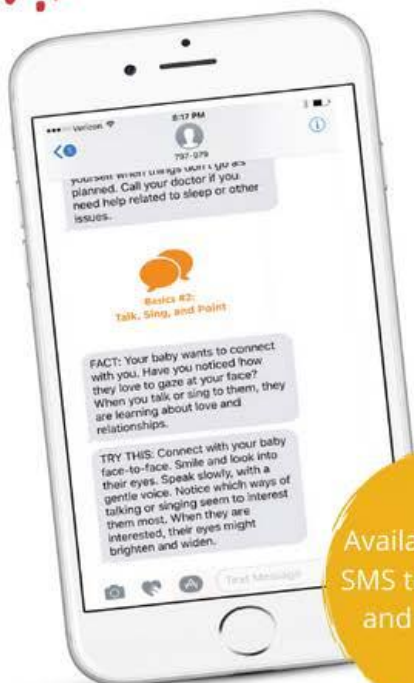 Verizon
8:17 PM
797-979
yourself when things don't go as
planned. Call your doctor if you
need help related to sleep or other
issues.
Basics #2:
Talk, Sing, and Point
FACT: Your baby wants to connect
with you. Have you noticed how
they love to gaze at your face?
When you talk or sing to them, they
are learning about love and
relationships.
TRY THIS: Connect with your baby
face-to-face. Smile and look into
their eyes. Speak slowly, with a
gentle voice. Notice which ways of
talking or singing seem to interest
them most. When they are
interested, their eyes might
brighten and widen.
Text Message
SMS
and